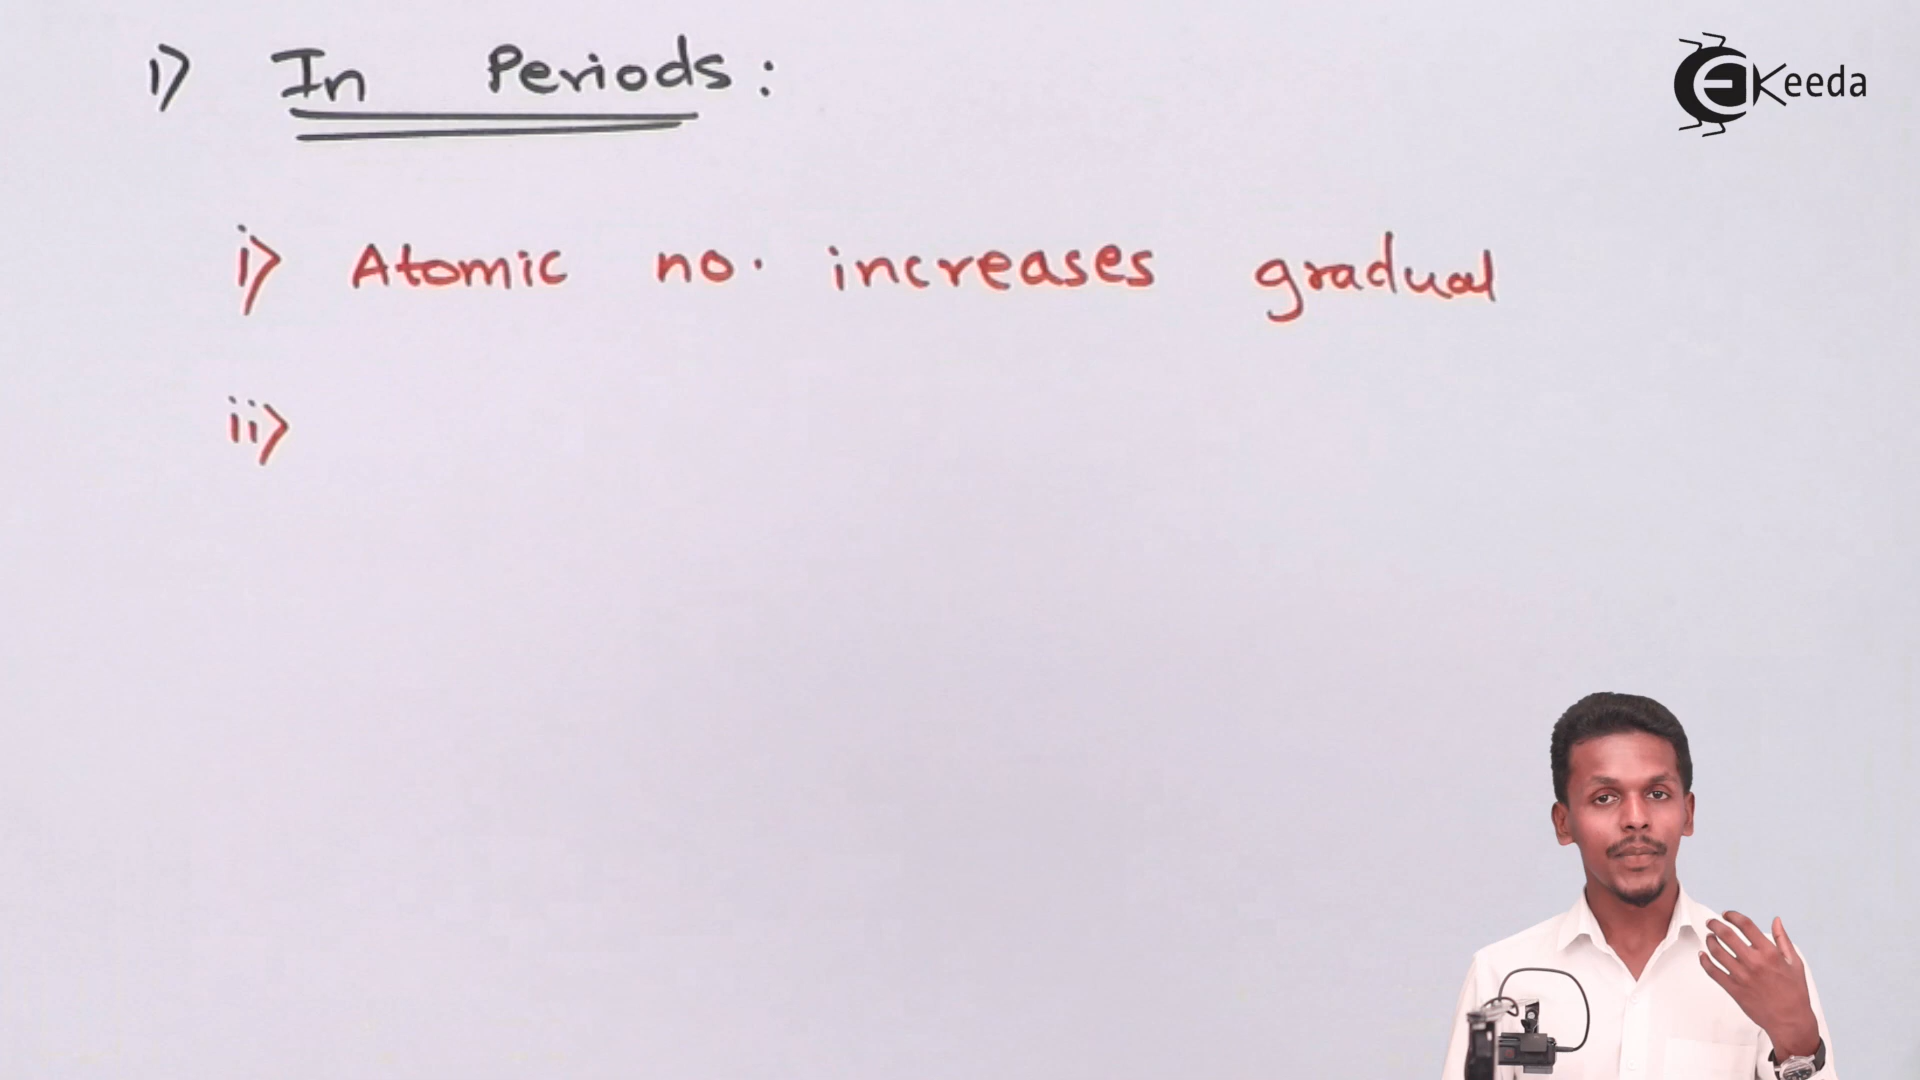 1) In Periods:
EKeeda
i) Atomic no. increases gradual
ii)